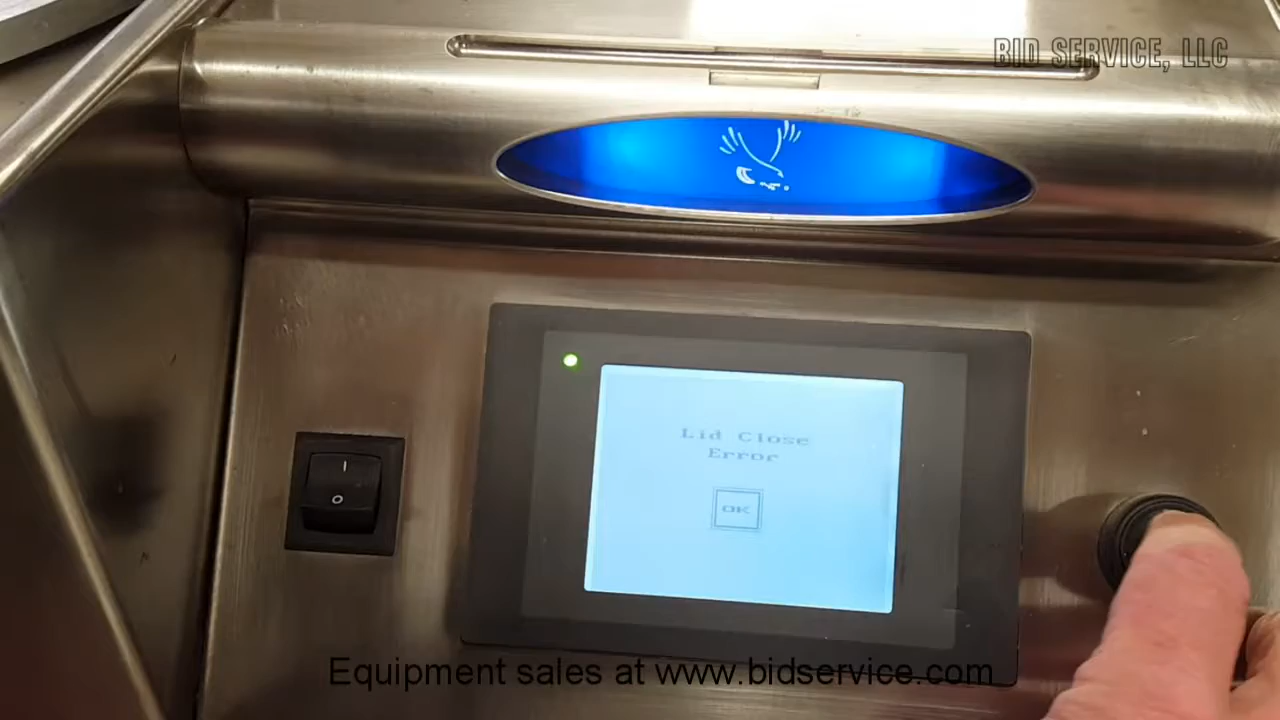 BID SERVICE, LLC
I
O
Lid Close
Error
OK
Equipment sales at www.bidservice.com